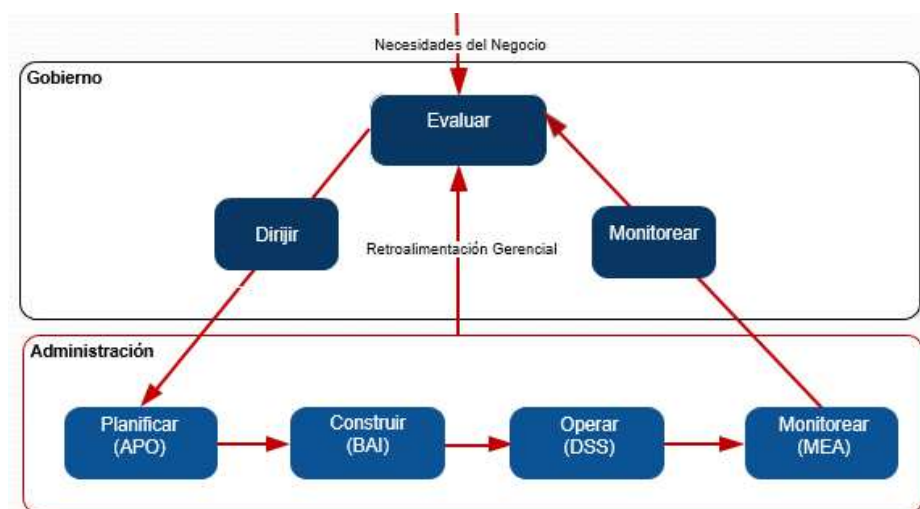 Necesidades del Negocio
Gobierno
Evaluar
Dirijir
Retroalimentación Gerencial
Monitorear
Administración
Planificar
(APO)
Construir
(BAI)
Operar
(DSS)
Monitorear
(MEA)